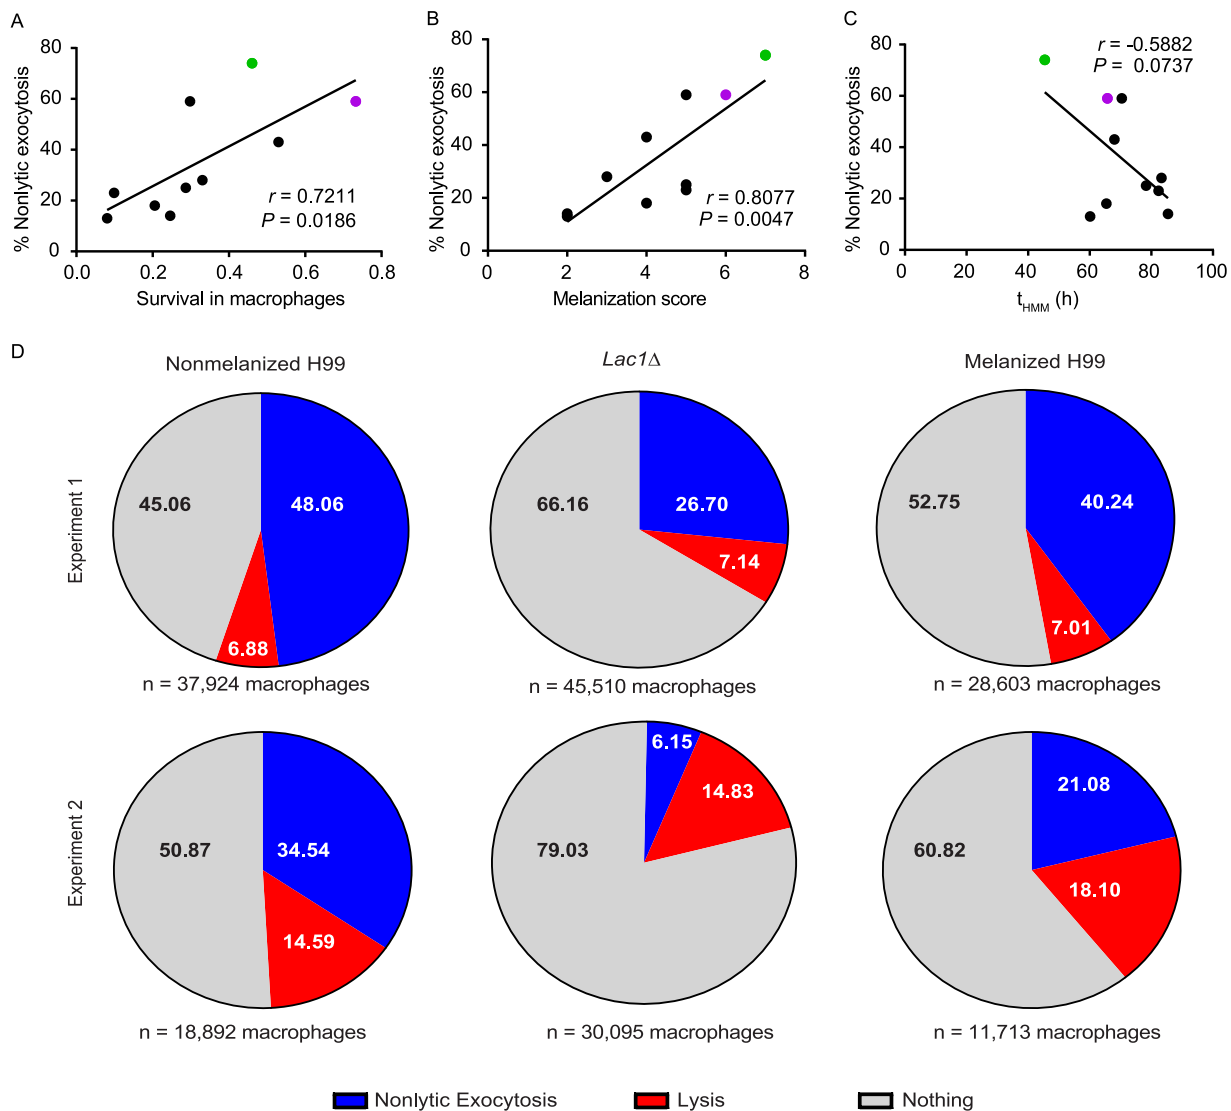 A
80
60
40
20
0
0.0 0.2 0.4 0.6 0.8
% Nonlytic exocytosis
Survival in macrophages
r = 0.7211
P = 0.0186
B
80
60
40
20
0
0 2 4 6 8
% Nonlytic exocytosis
Melanization score
r = 0.8077
P = 0.0047
C
80
60
40
20
0
0 20 40 60 80 100
% Nonlytic exocytosis
tHMM (h)
r = -0.5882
P = 0.0737
D
Nonmelanized H99
Lac1Δ
Melanized H99
Experiment 1
45.06 48.06
6.88
n = 37,924 macrophages
66.16 26.70
7.14
n = 45,510 macrophages
52.75 40.24
7.01
n = 28,603 macrophages
Experiment 2
50.87 34.54
14.59
n = 18,892 macrophages
6.15
14.83
79.03
n = 30,095 macrophages
21.08
60.82
18.10
n = 11,713 macrophages
Nonlytic Exocytosis
Lysis
Nothing